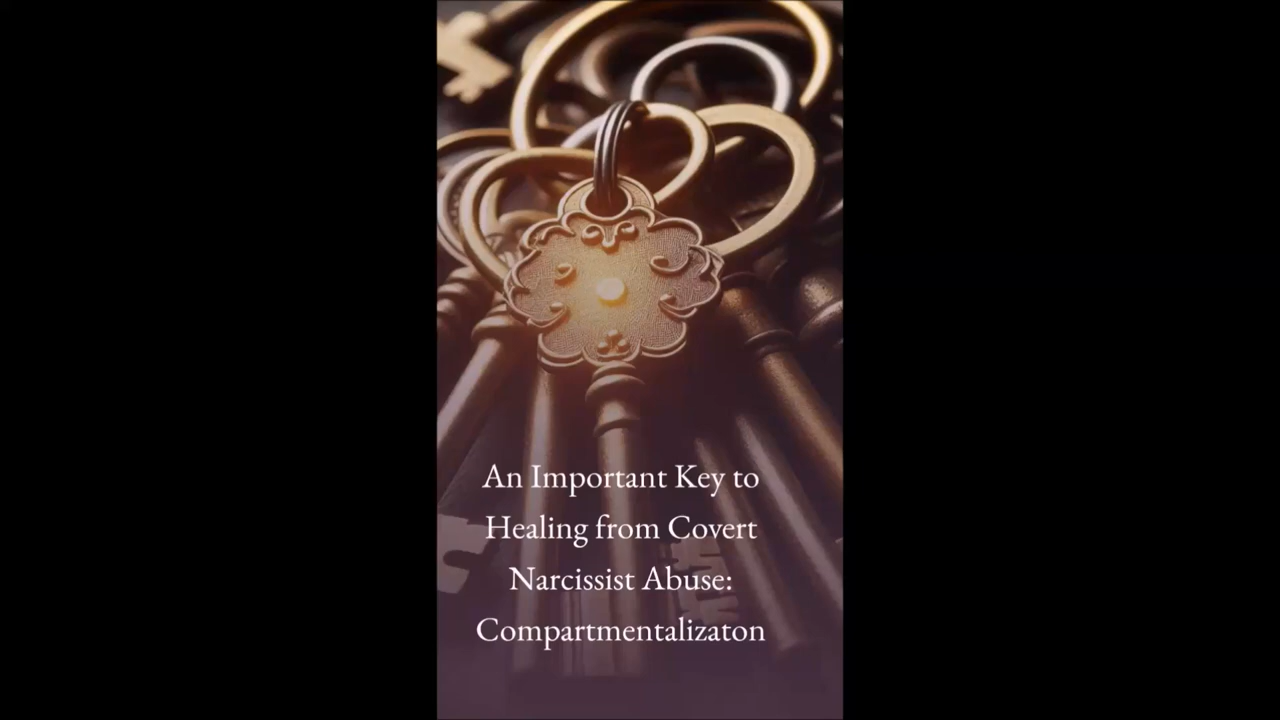 An Important Key to
Healing from Covert
Narcissist Abuse:
Compartmentalizaton